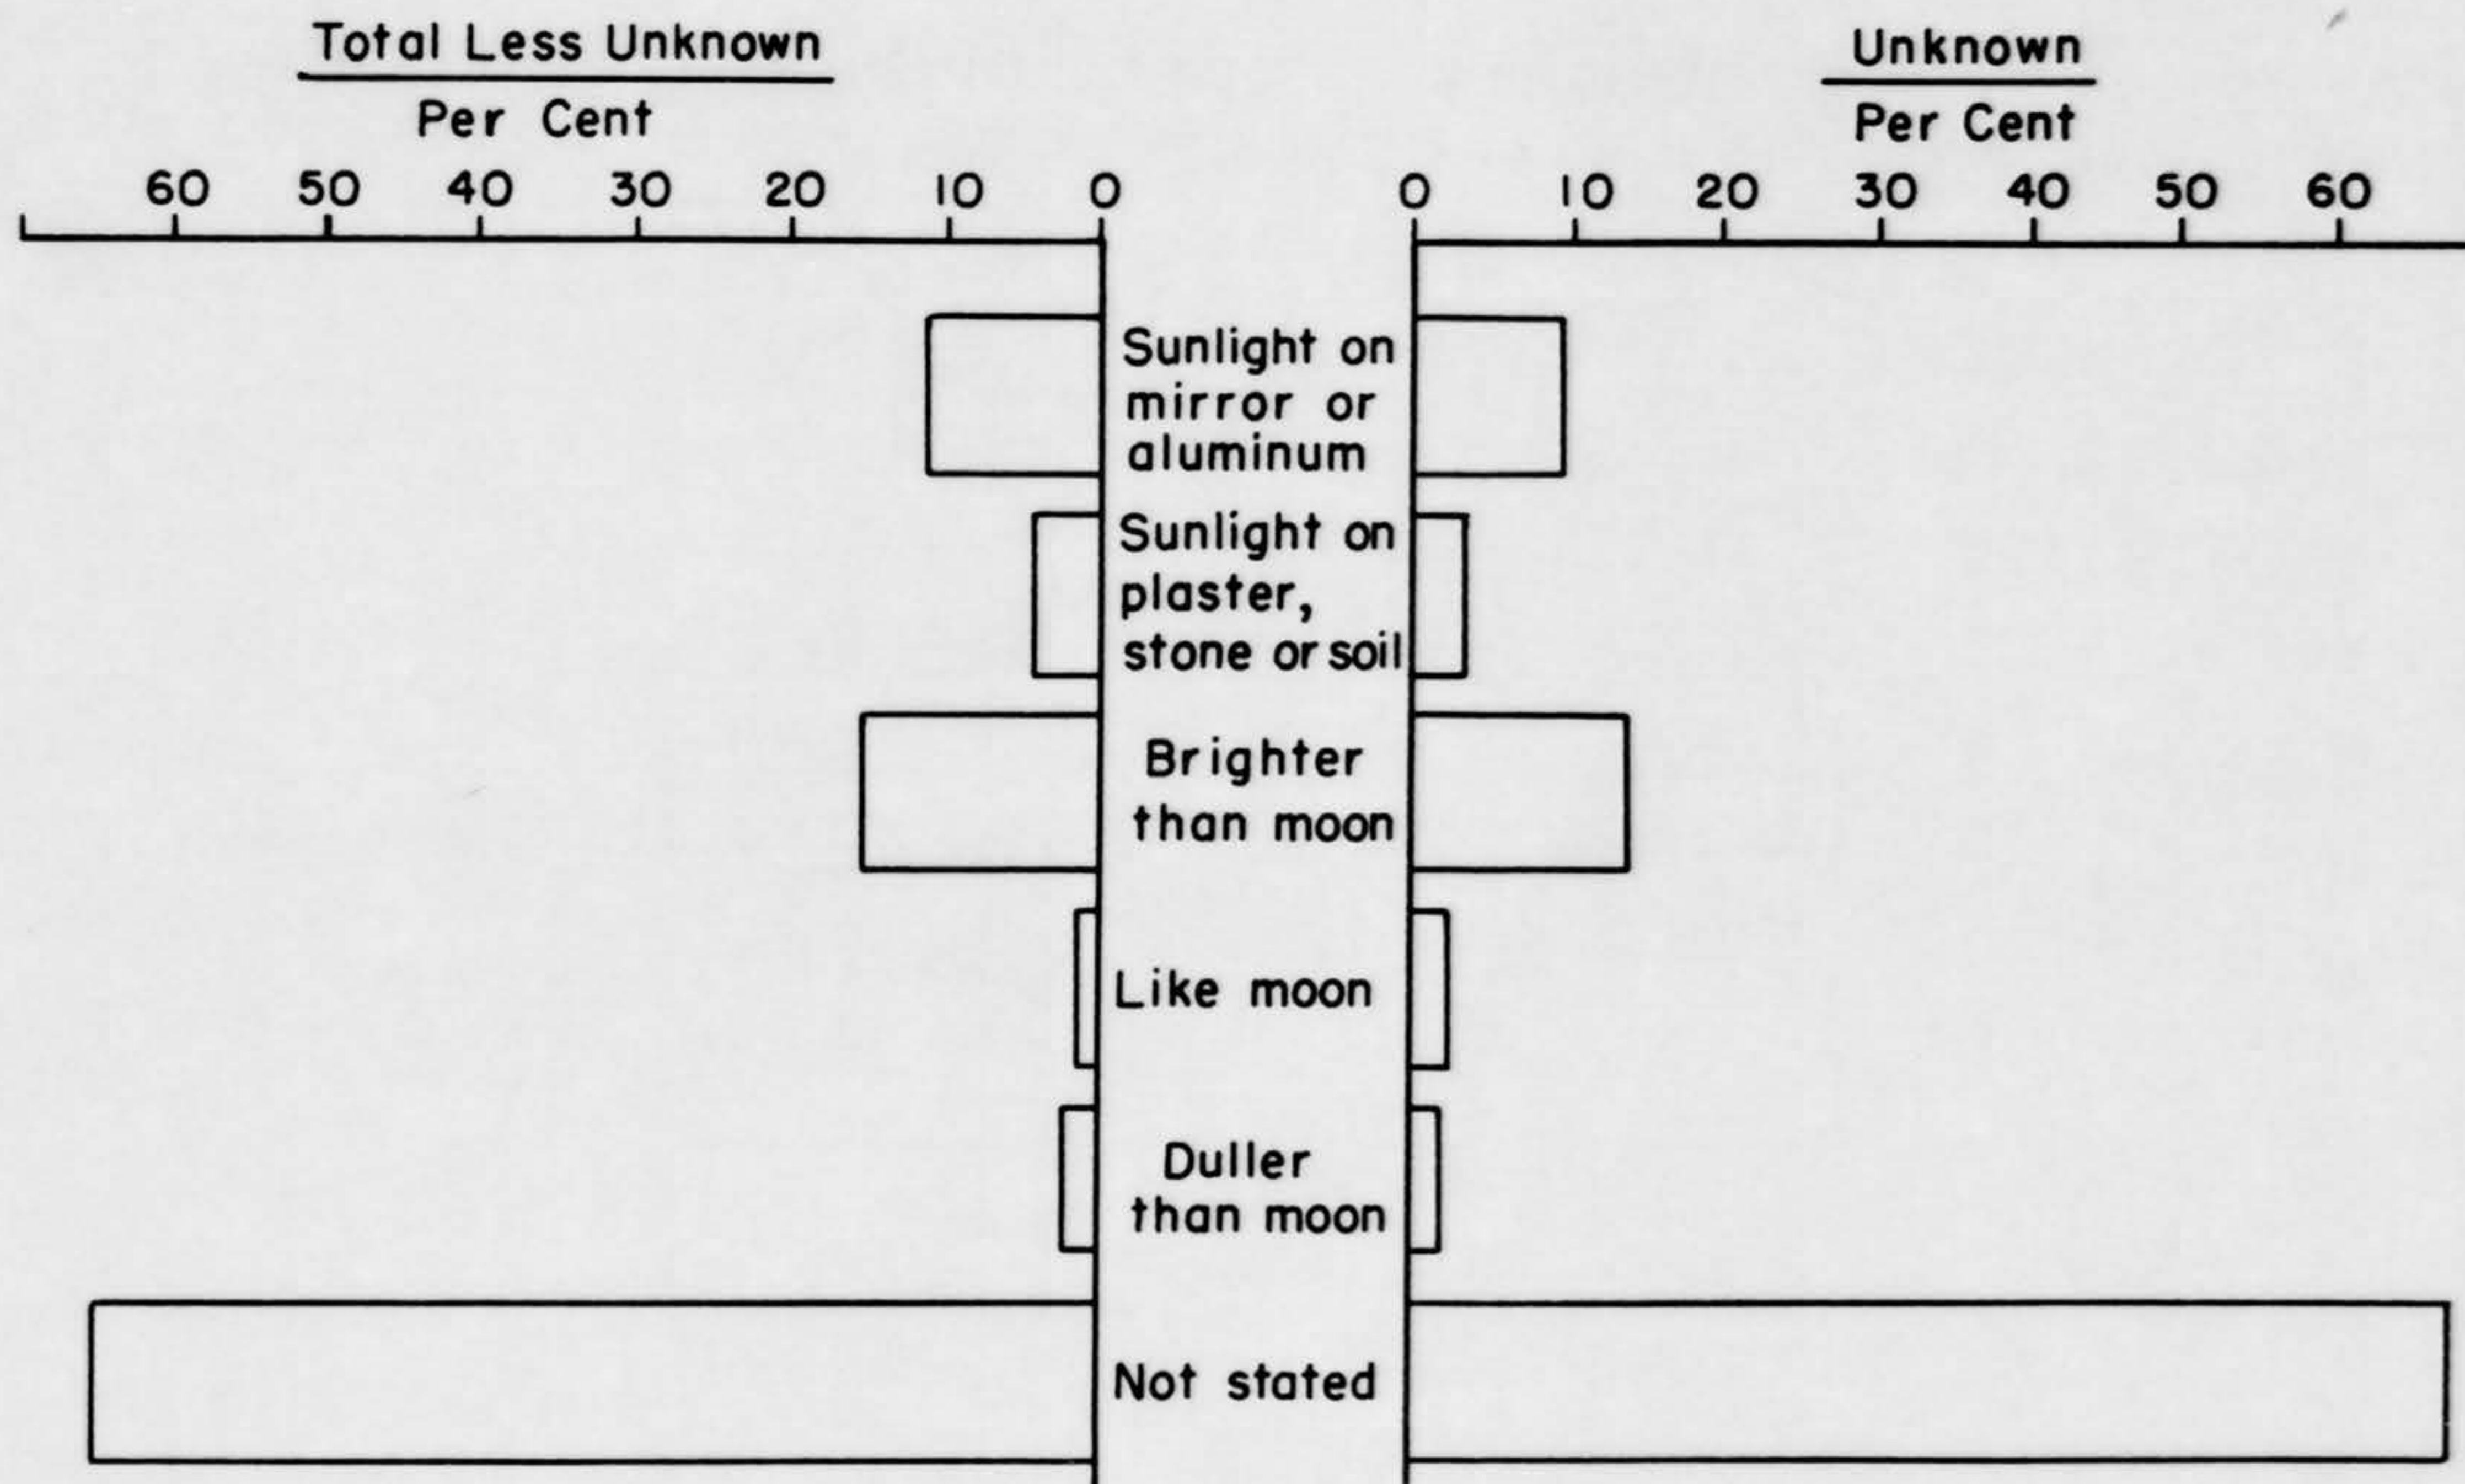 Total Less Unknown
Per Cent
60 50 40 30 20 10 0
Unknown
Per Cent
0 10 20 30 40 50 60
Sunlight on
mirror or
aluminum
Sunlight on
plaster,
stone or soil
Brighter
than moon
Like moon
Duller
than moon
Not stated